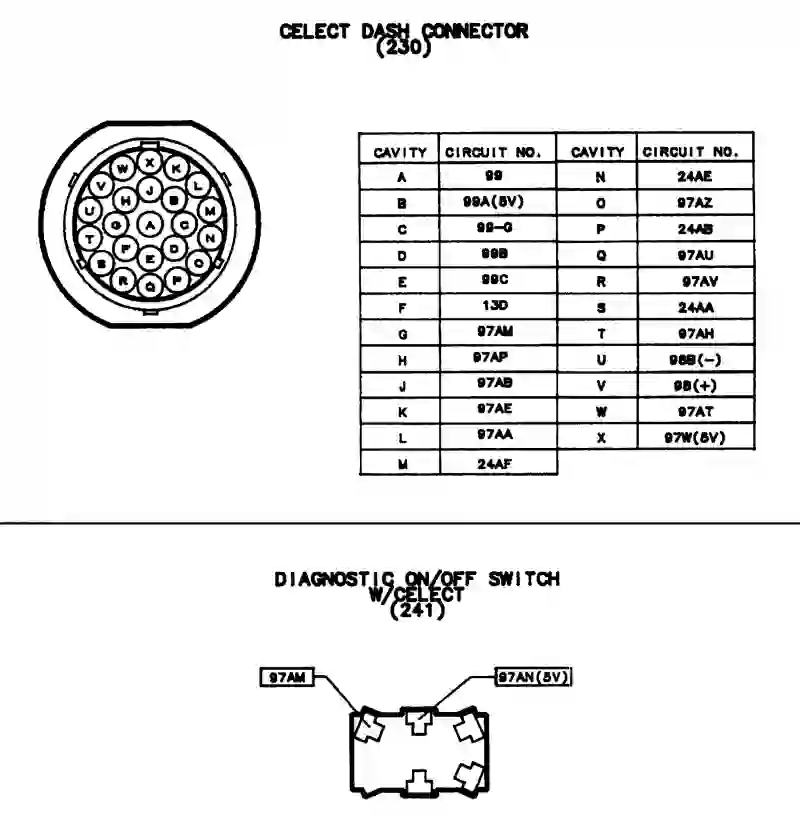 CELECT DASH CONNECTOR
(230)
X
W K
V J L
H B
U M
G A C
T N
F D
E
S O
R P
Q
CAVITY CIRCUIT NO. CAVITY CIRCUIT NO.
A 99 N 24AE
B 99A(5V) O 97AZ
C 99-G P 24AB
D 99B Q 97AU
E 99C R 97AV
F 13D S 24AA
G 97AM T 97AH
H 97AP U 98B(-)
J 97AB V 98(+)
K 97AE W 97AT
L 97AA X 97W(5V)
M 24AF
DIAGNOSTIC ON/OFF SWITCH
W/CELECT
(241)
97AM 97AN(5V)